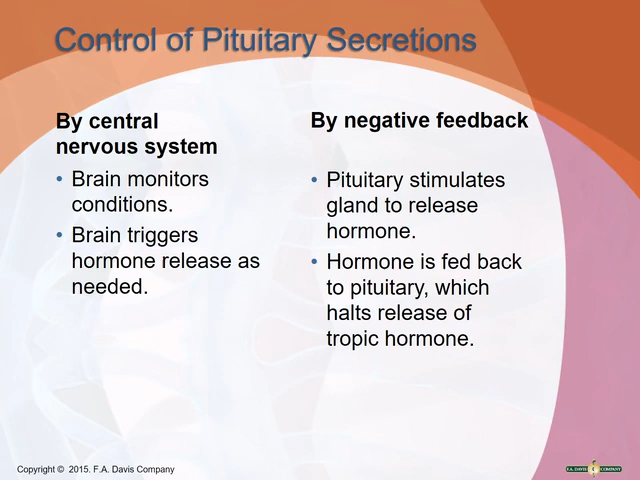 Control of Pituitary Secretions
By central
nervous system
• Brain monitors
conditions.
• Brain triggers
hormone release as
needed.
By negative feedback
• Pituitary stimulates
gland to release
hormone.
• Hormone is fed back
to pituitary, which
halts release of
tropic hormone.
Copyright © 2015. F.A. Davis Company
F.A. DAVIS COMPANY